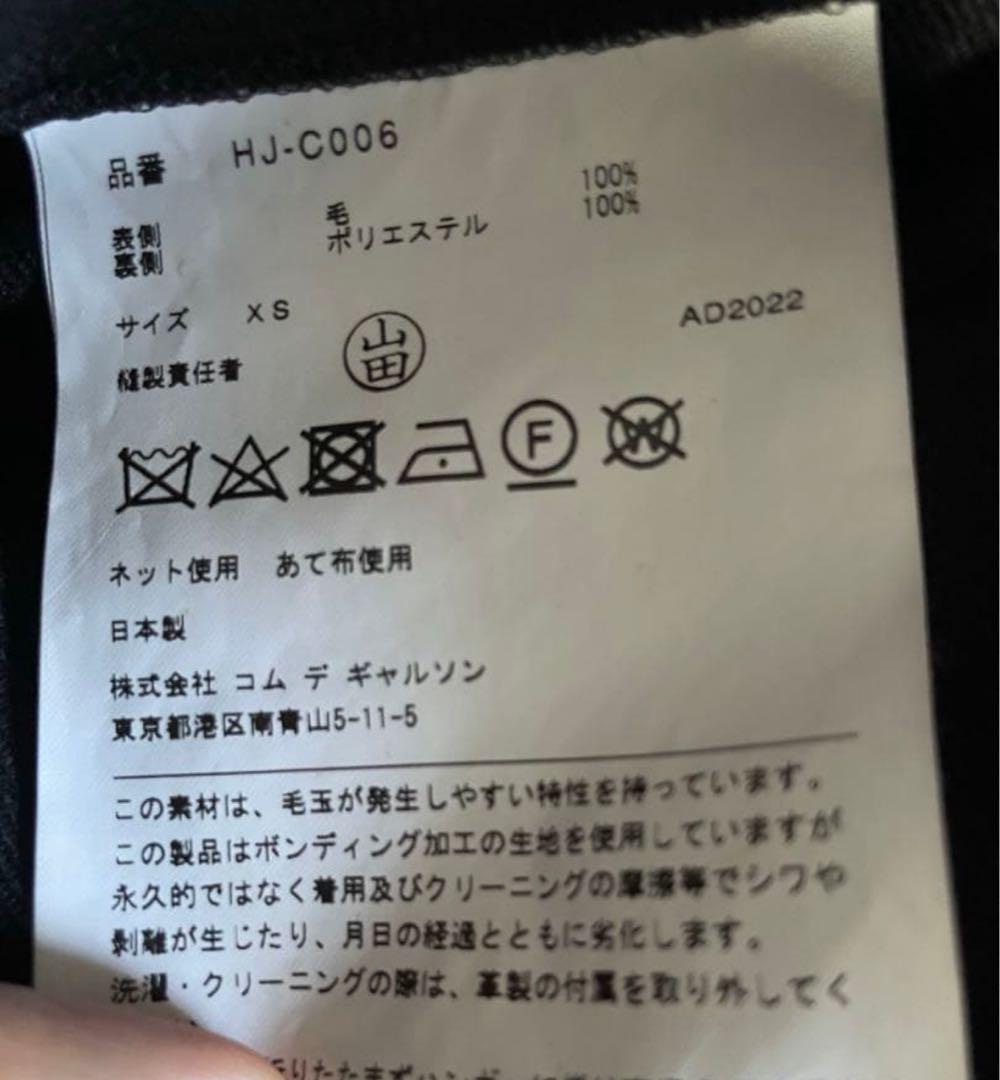 品番 HJ-C006
表側 毛 100%
裏側 ポリエステル 100%
サイズ XS AD2022
縫製責任者 山田
F W
ネット使用 あて布使用
日本製
株式会社 コム デ ギャルソン
東京都港区南青山5-11-5
この素材は、毛玉が発生しやすい特性を持っています。
この製品はボンディング加工の生地を使用していますが
永久的ではなく着用及びクリーニングの摩擦等でシワや
剝離が生じたり、月日の経過とともに劣化します。
洗濯・クリーニングの際は、革製の付属を取り外してく